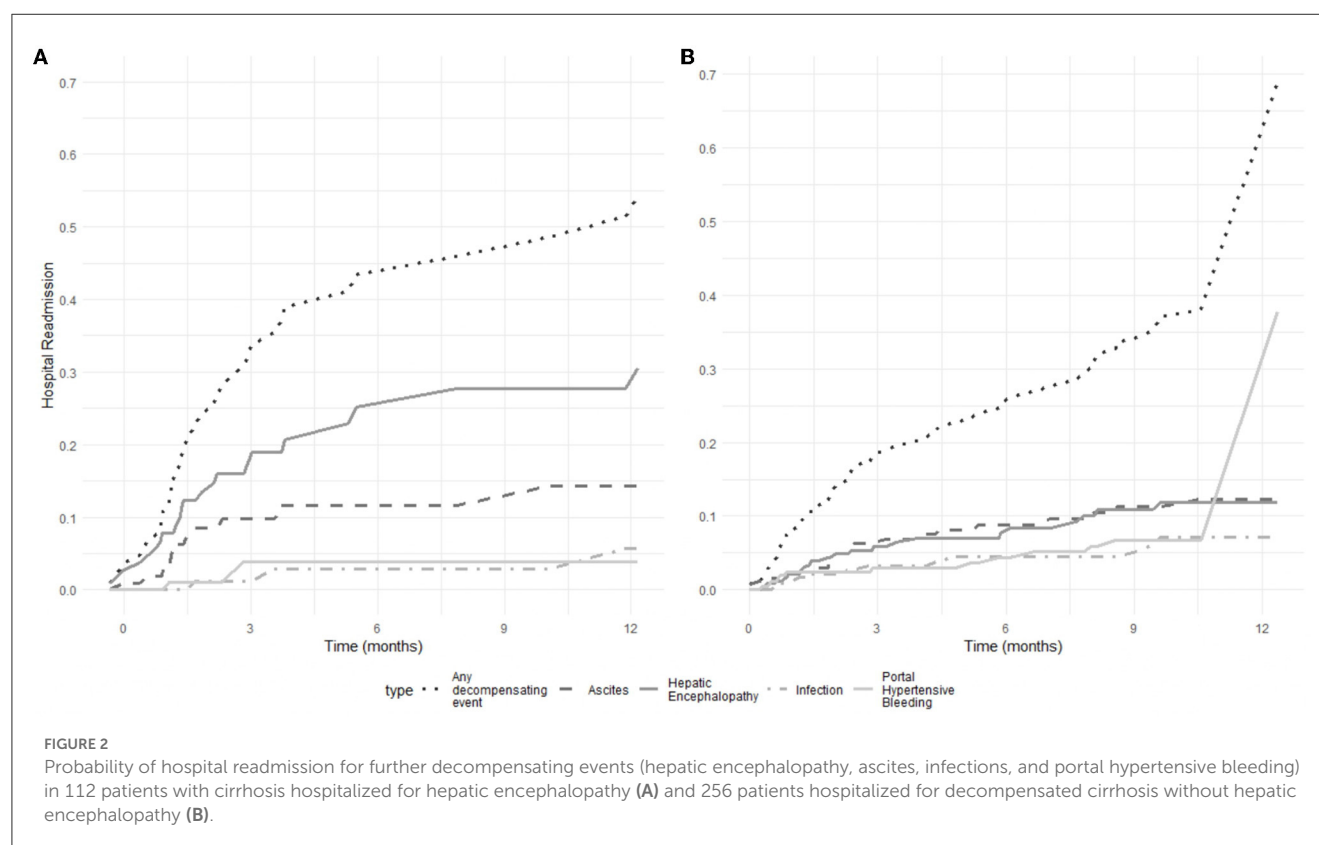 A
B
Hospital Readmission
0.7
0.6
0.5
0.4
0.3
0.2
0.1
0.0
0 3 6 9 12
Time (months)
0.7
0.6
0.5
0.4
0.3
0.2
0.1
0.0
0 3 6 9 12
Time (months)
type
Any
decompensating
event
Ascites
Hepatic
Encephalopathy
Infection
Portal
Hypertensive
Bleeding
FIGURE 2
Probability of hospital readmission for further decompensating events (hepatic encephalopathy, ascites, infections, and portal hypertensive bleeding)
in 112 patients with cirrhosis hospitalized for hepatic encephalopathy (A) and 256 patients hospitalized for decompensated cirrhosis without hepatic
encephalopathy (B).